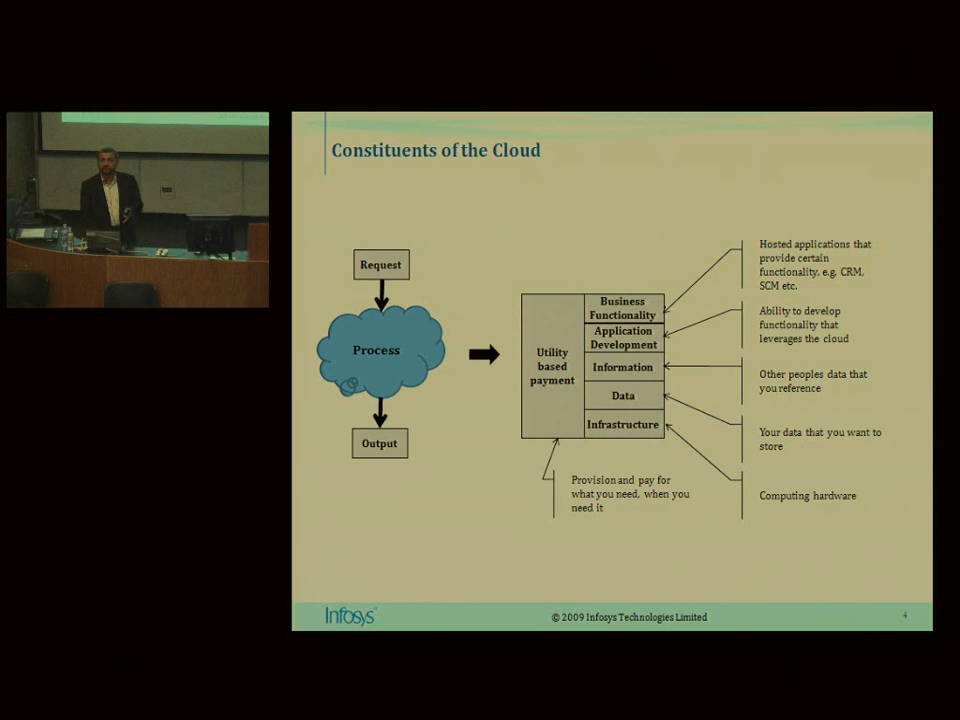 Constituents of the Cloud
Request
Process
Output
Utility
based
payment
Business
Functionality
Application
Development
Information
Data
Infrastructure
Hosted applications that
provide certain
functionality, e.g. CRM,
SCM etc.
Ability to develop
functionality that
leverages the cloud
Other peoples data that
you reference
Your data that you want to
store
Computing hardware
Provision and pay for
what you need, when you
need it
Infosys
© 2009 Infosys Technologies Limited
4